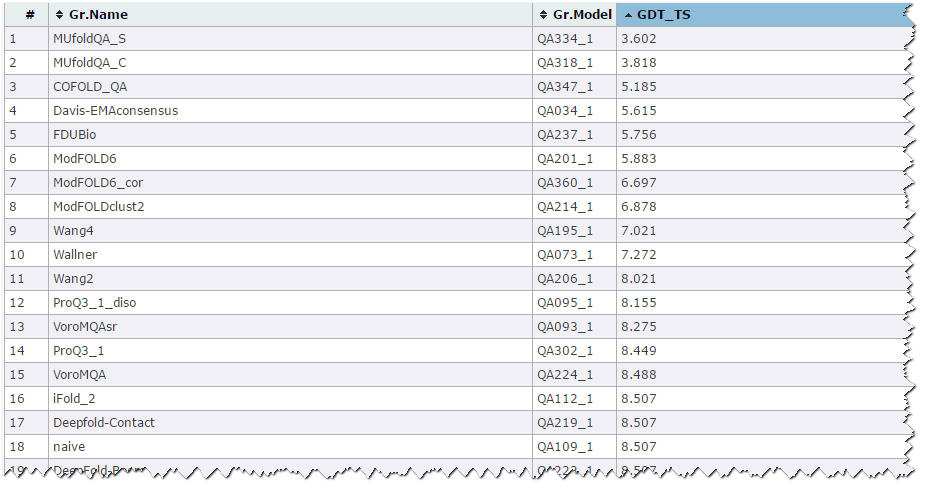 # Gr.Name Gr.Model GDT_TS
1 MUfoldQA_S QA334_1 3.602
2 MUfoldQA_C QA318_1 3.818
3 COFOLD_QA QA347_1 5.185
4 Davis-EMAconsensus QA034_1 5.615
5 FDUBio QA237_1 5.756
6 ModFOLD6 QA201_1 5.883
7 ModFOLD6_cor QA360_1 6.697
8 ModFOLDclust2 QA214_1 6.878
9 Wang4 QA195_1 7.021
10 Wallner QA073_1 7.272
11 Wang2 QA206_1 8.021
12 ProQ3_1_diso QA095_1 8.155
13 VoroMQAsr QA093_1 8.275
14 ProQ3_1 QA302_1 8.449
15 VoroMQA QA224_1 8.488
16 iFold_2 QA112_1 8.507
17 Deepfold-Contact QA219_1 8.507
18 naive QA109_1 8.507
19